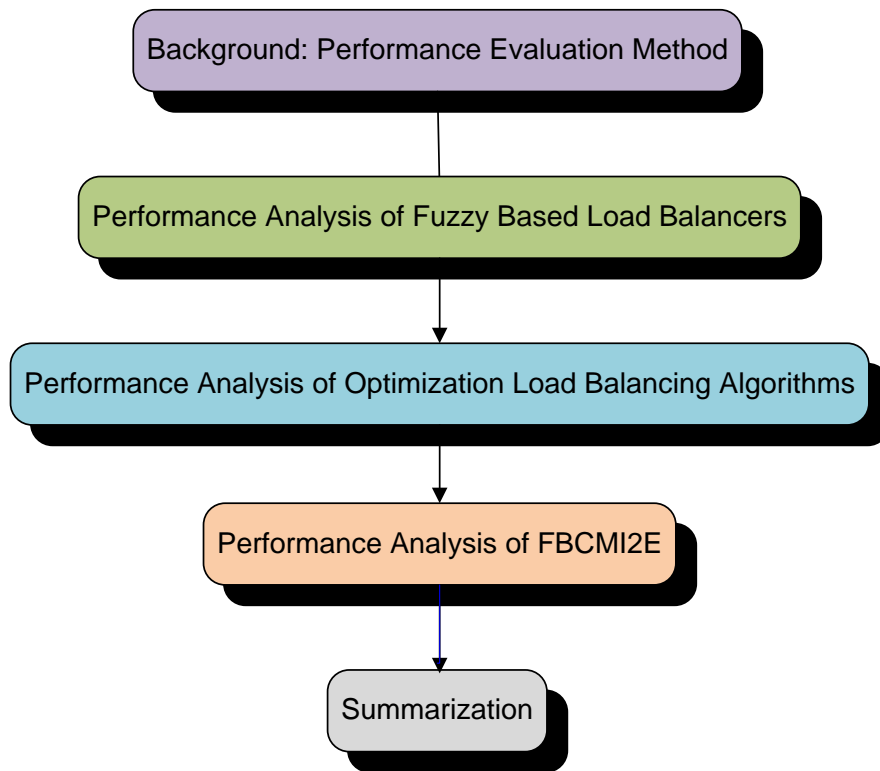 Background: Performance Evaluation Method
Performance Analysis of Fuzzy Based Load Balancers
Performance Analysis of Optimization Load Balancing Algorithms
Performance Analysis of FBCMI2E
Summarization